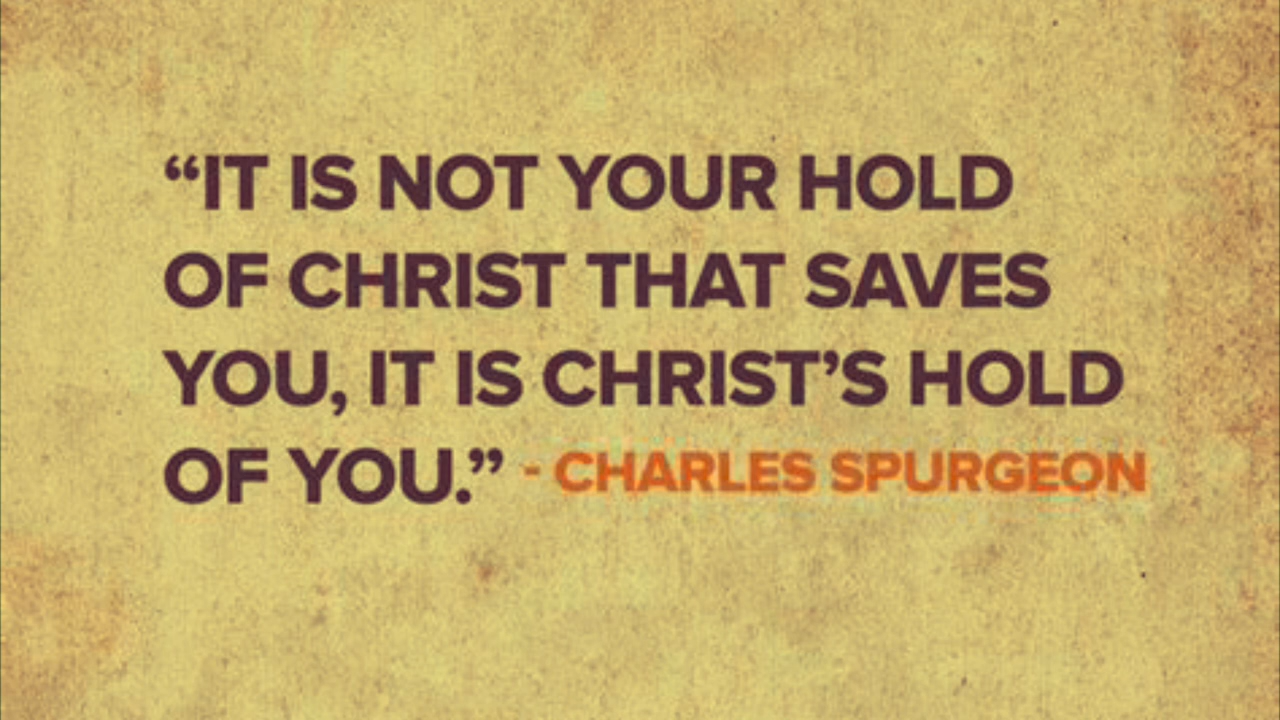 “IT IS NOT YOUR HOLD
OF CHRIST THAT SAVES
YOU, IT IS CHRIST’S HOLD
OF YOU.” - CHARLES SPURGEON